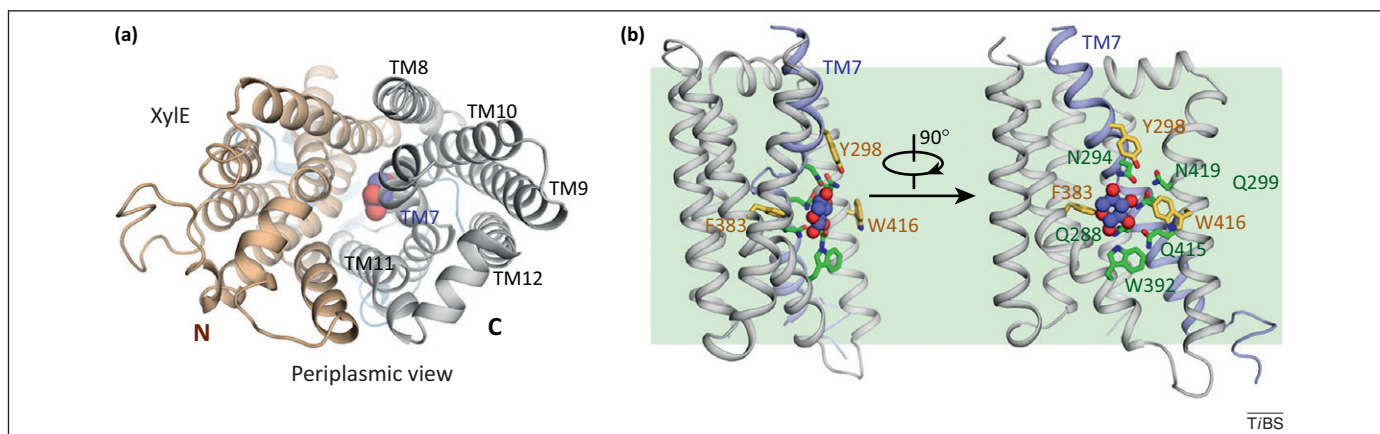 (a)
XylE
TM8
TM10
TM9
TM7
TM11
TM12
N
C
Periplasmic view
(b)
TM7
Y298
F383
W416
90°
TM7
Y298
N294
N419
Q299
F383
W416
Q288
Q415
W392
TiBS